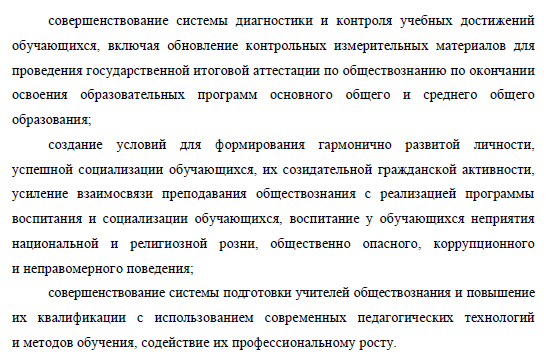 совершенствование системы диагностики и контроля учебных достижений
обучающихся, включая обновление контрольных измерительных материалов для
проведения государственной итоговой аттестации по обществознанию по окончании
освоения образовательных программ основного общего и среднего общего
образования;
создание условий для формирования гармонично развитой личности,
успешной социализации обучающихся, их созидательной гражданской активности,
усиление взаимосвязи преподавания обществознания с реализацией программы
воспитания и социализации обучающихся, воспитание у обучающихся неприятия
национальной и религиозной розни, общественно опасного, коррупционного
и неправомерного поведения;
совершенствование системы подготовки учителей обществознания и повышение
их квалификации с использованием современных педагогических технологий
и методов обучения, содействие их профессиональному росту.